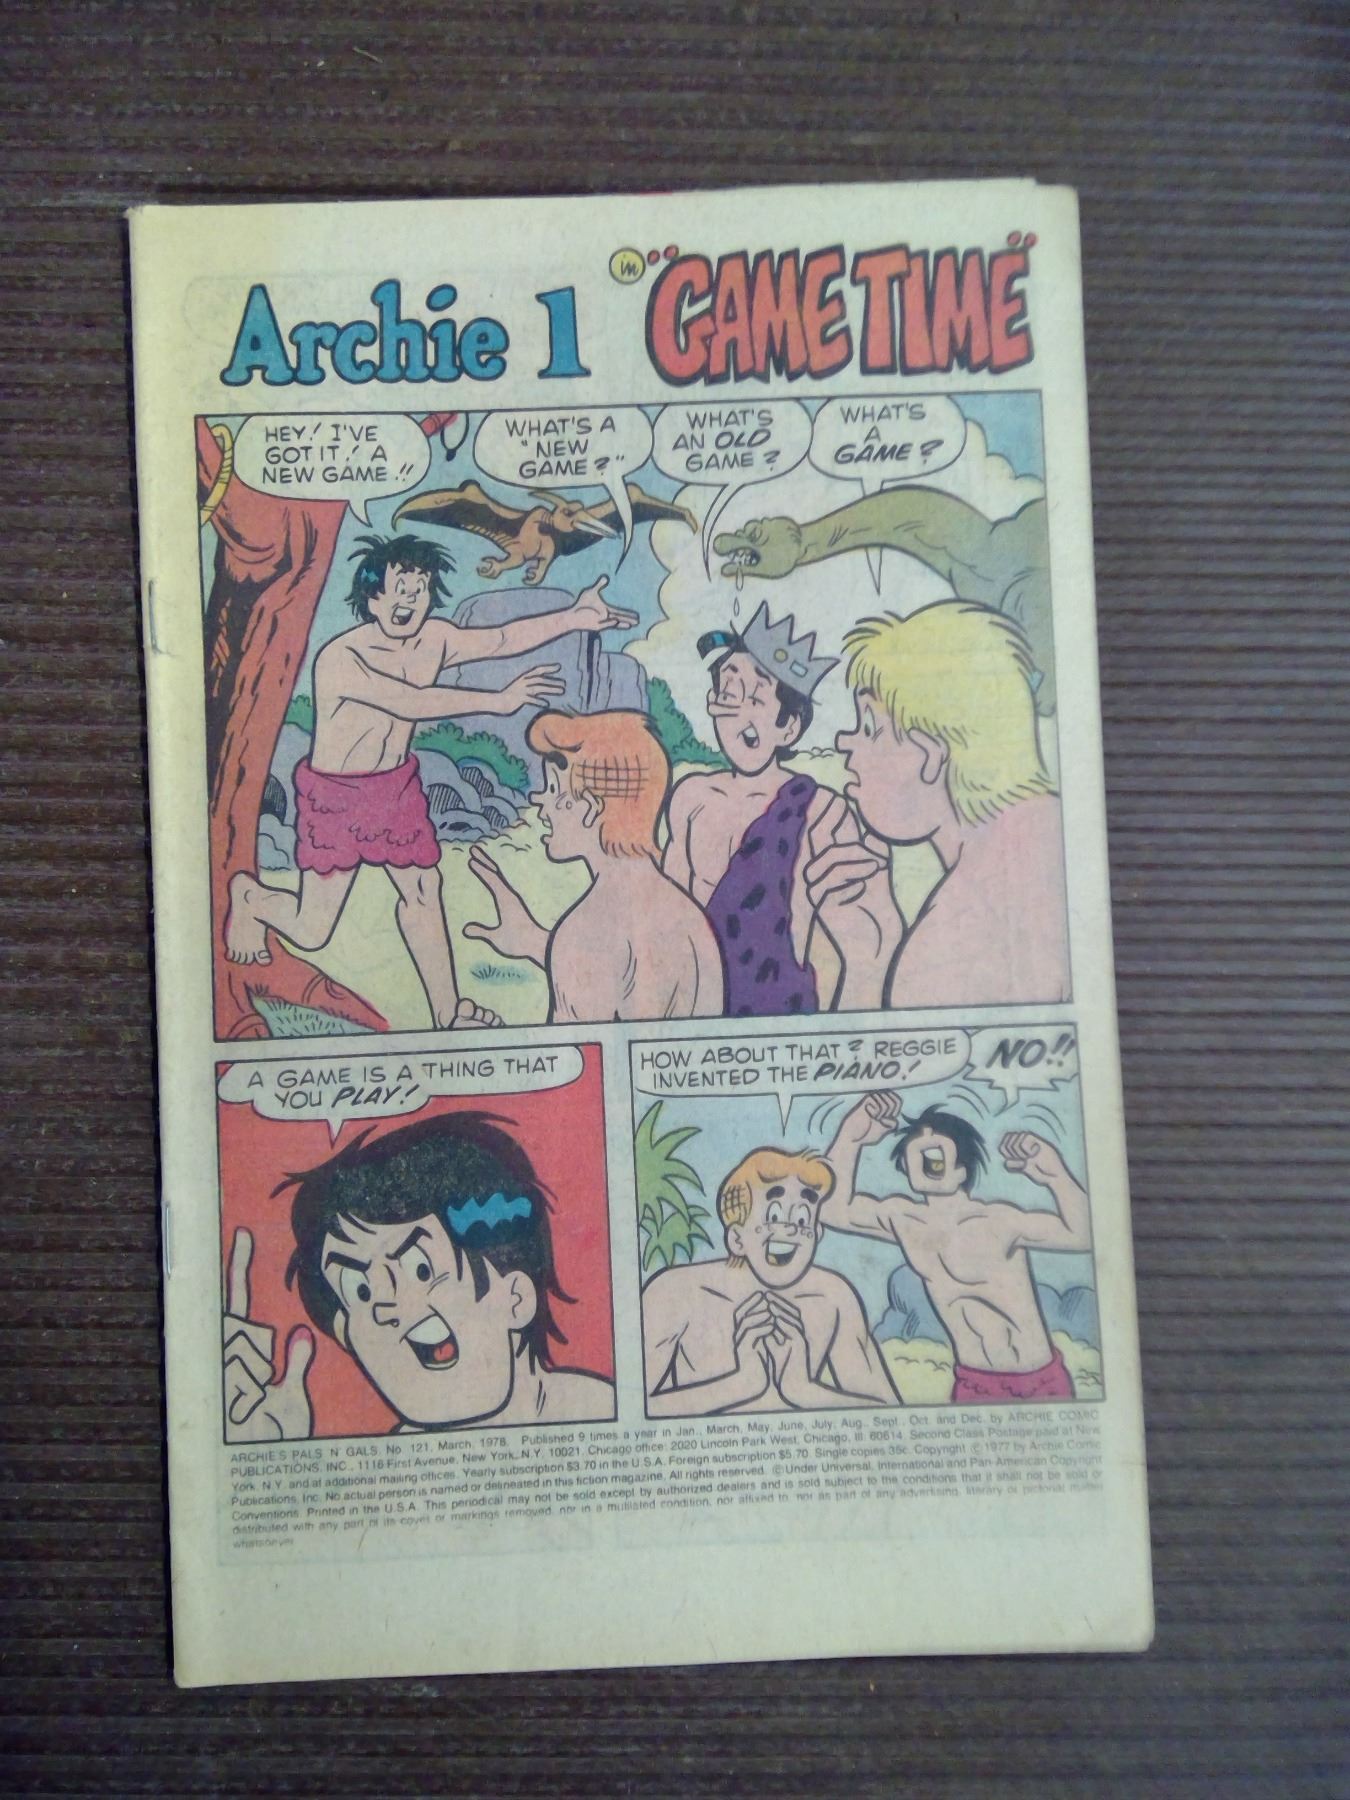 Archie 1
in "GAME TIME"
HEY! I'VE
GOT IT! A
NEW GAME!!
WHAT'S A
"NEW
GAME?"
WHAT'S
AN OLD
GAME?
WHAT'S
A
GAME?
A GAME IS A THING THAT
YOU PLAY!
HOW ABOUT THAT? REGGIE
INVENTED THE PIANO!
NO!!
ARCHIE'S PALS 'N' GALS, No. 121, March, 1978. Published 9 times a year in Jan., March, May, June, July, Aug., Sept., Oct. and Dec. by ARCHIE COMIC
PUBLICATIONS, INC., 1116 First Avenue, New York, N.Y. 10021. Chicago office: 2020 Lincoln Park West, Chicago, Ill. 60614. Second Class Postage paid at New
York, N.Y. and at additional mailing offices. Yearly subscription $3.70 in the U.S.A. Foreign subscription $5.70. Single copies 35c. Copyright © 1977 by Archie Comic
Publications, Inc. No actual person is named or delineated in this fiction magazine. All rights reserved. © Under Universal, International and Pan-American Copyright
Conventions. Printed in the U.S.A. This periodical may not be sold except by authorized dealers and is sold subject to the conditions that it shall not be sold or
distributed with any part of its cover or markings removed, nor in a mutilated condition, nor affixed to, nor as part of any advertising, literary or pictorial matter
whatsoever.